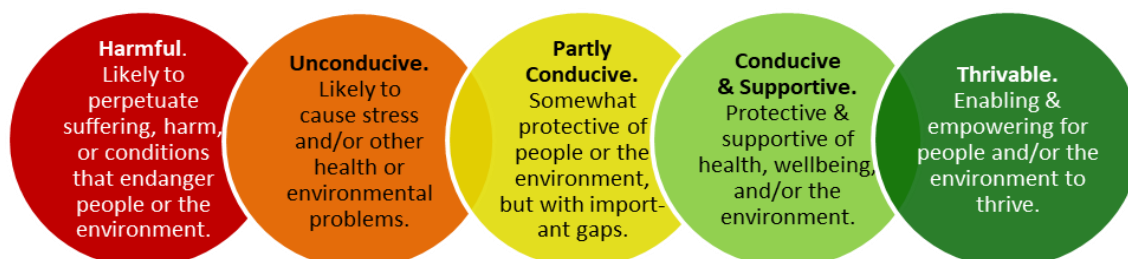 Harmful.
Likely to
perpetuate
suffering, harm,
or conditions
that endanger
people or the
environment.
Unconducive.
Likely to
cause stress
and/or other
health or
environmental
problems.
Partly
Conducive.
Somewhat
protective of
people or the
environment,
but with import-
ant gaps.
Conducive
& Supportive.
Protective &
supportive of
health, wellbeing,
and/or the
environment.
Thrivable.
Enabling &
empowering for
people and/or the
environment to
thrive.